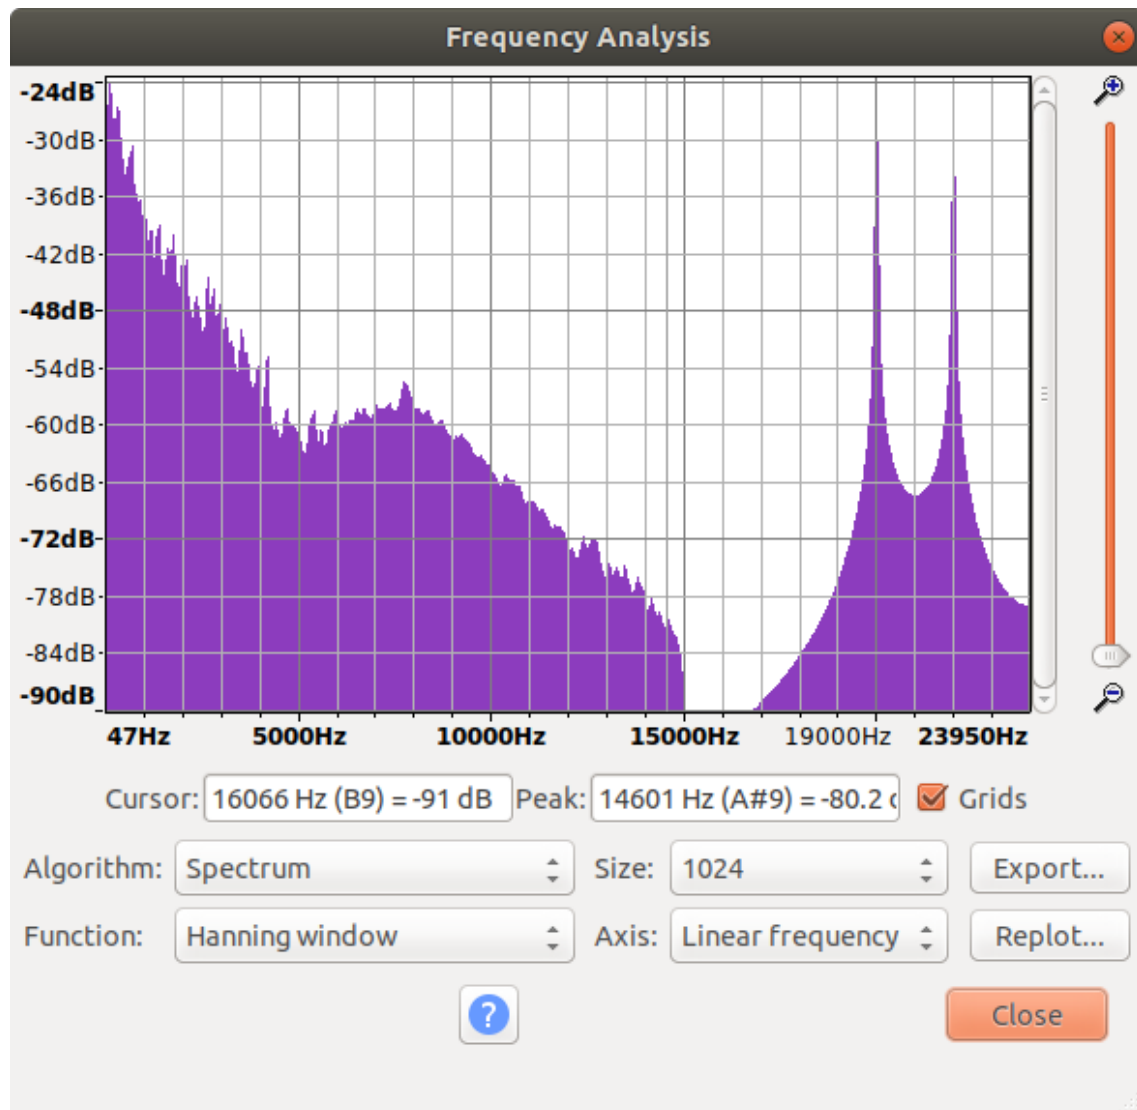 Frequency Analysis
-24dB
-30dB
-36dB
-42dB
-48dB
-54dB
-60dB
-66dB
-72dB
-78dB
-84dB
-90dB
47Hz 5000Hz 10000Hz 15000Hz 19000Hz 23950Hz
Cursor: 16066 Hz (B9) = -91 dB Peak: 14601 Hz (A#9) = -80.2 Grids
Algorithm: Spectrum Size: 1024 Export...
Function: Hanning window Axis: Linear frequency Replot...
? Close